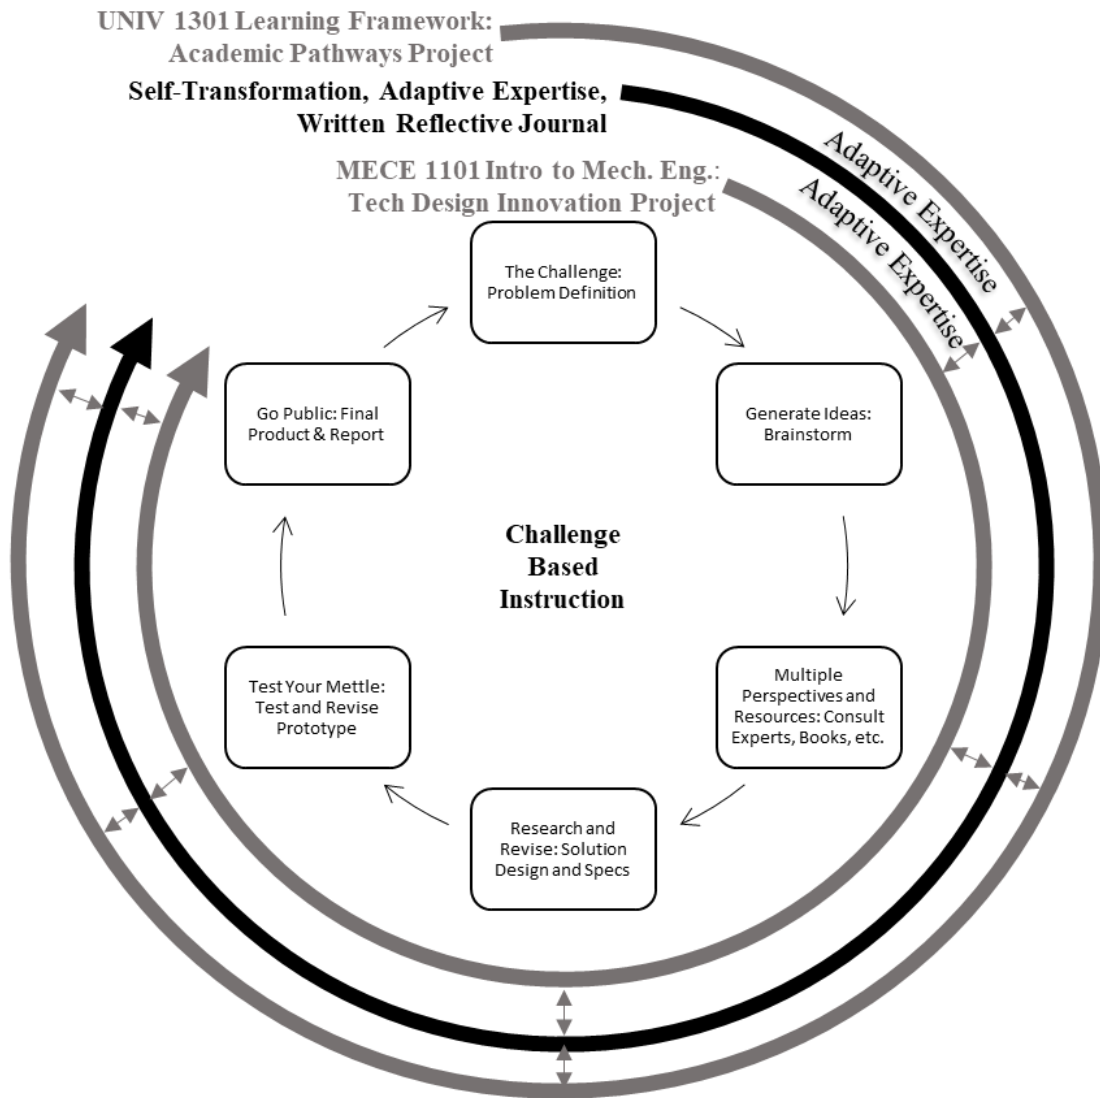 UNIV 1301 Learning Framework:
Academic Pathways Project
Self-Transformation, Adaptive Expertise,
Written Reflective Journal
MECE 1101 Intro to Mech. Eng.:
Tech Design Innovation Project
Adaptive Expertise
Adaptive Expertise
The Challenge:
Problem Definition
Generate Ideas:
Brainstorm
Multiple
Perspectives and
Resources: Consult
Experts, Books, etc.
Research and
Revise: Solution
Design and Specs
Test Your Mettle:
Test and Revise
Prototype
Go Public: Final
Product & Report
Challenge
Based
Instruction